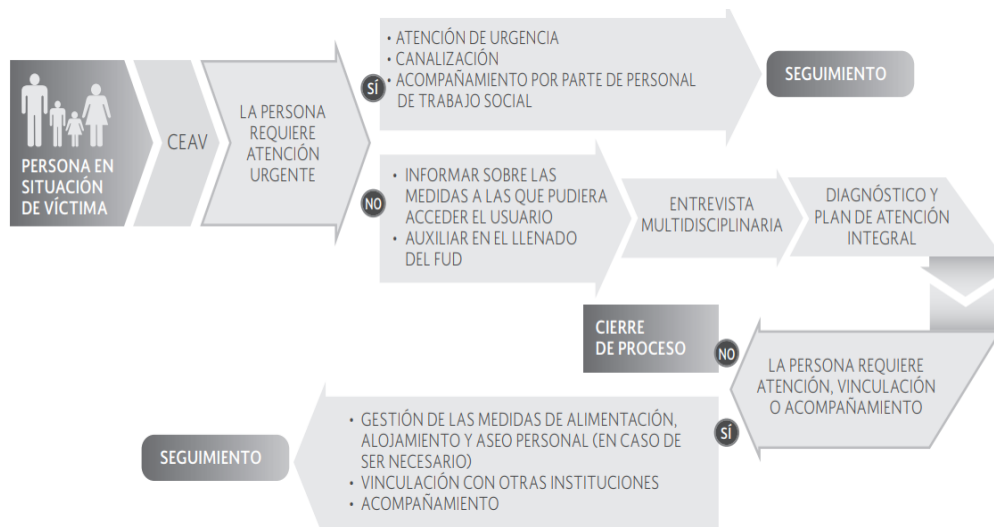 PERSONA EN
SITUACIÓN
DE VÍCTIMA
CEAV
LA PERSONA
REQUIERE
ATENCIÓN
URGENTE
SÍ
• ATENCIÓN DE URGENCIA
• CANALIZACIÓN
• ACOMPAÑAMIENTO POR PARTE DE PERSONAL
DE TRABAJO SOCIAL
SEGUIMIENTO
NO
• INFORMAR SOBRE LAS
MEDIDAS A LAS QUE PUDIERA
ACCEDER EL USUARIO
• AUXILIAR EN EL LLENADO
DEL FUD
ENTREVISTA
MULTIDISCIPLINARIA
DIAGNÓSTICO Y
PLAN DE ATENCIÓN
INTEGRAL
LA PERSONA REQUIERE
ATENCIÓN, VINCULACIÓN
O ACOMPAÑAMIENTO
NO
CIERRE
DE PROCESO
SÍ
• GESTIÓN DE LAS MEDIDAS DE ALIMENTACIÓN,
ALOJAMIENTO Y ASEO PERSONAL (EN CASO DE
SER NECESARIO)
• VINCULACIÓN CON OTRAS INSTITUCIONES
• ACOMPAÑAMIENTO
SEGUIMIENTO